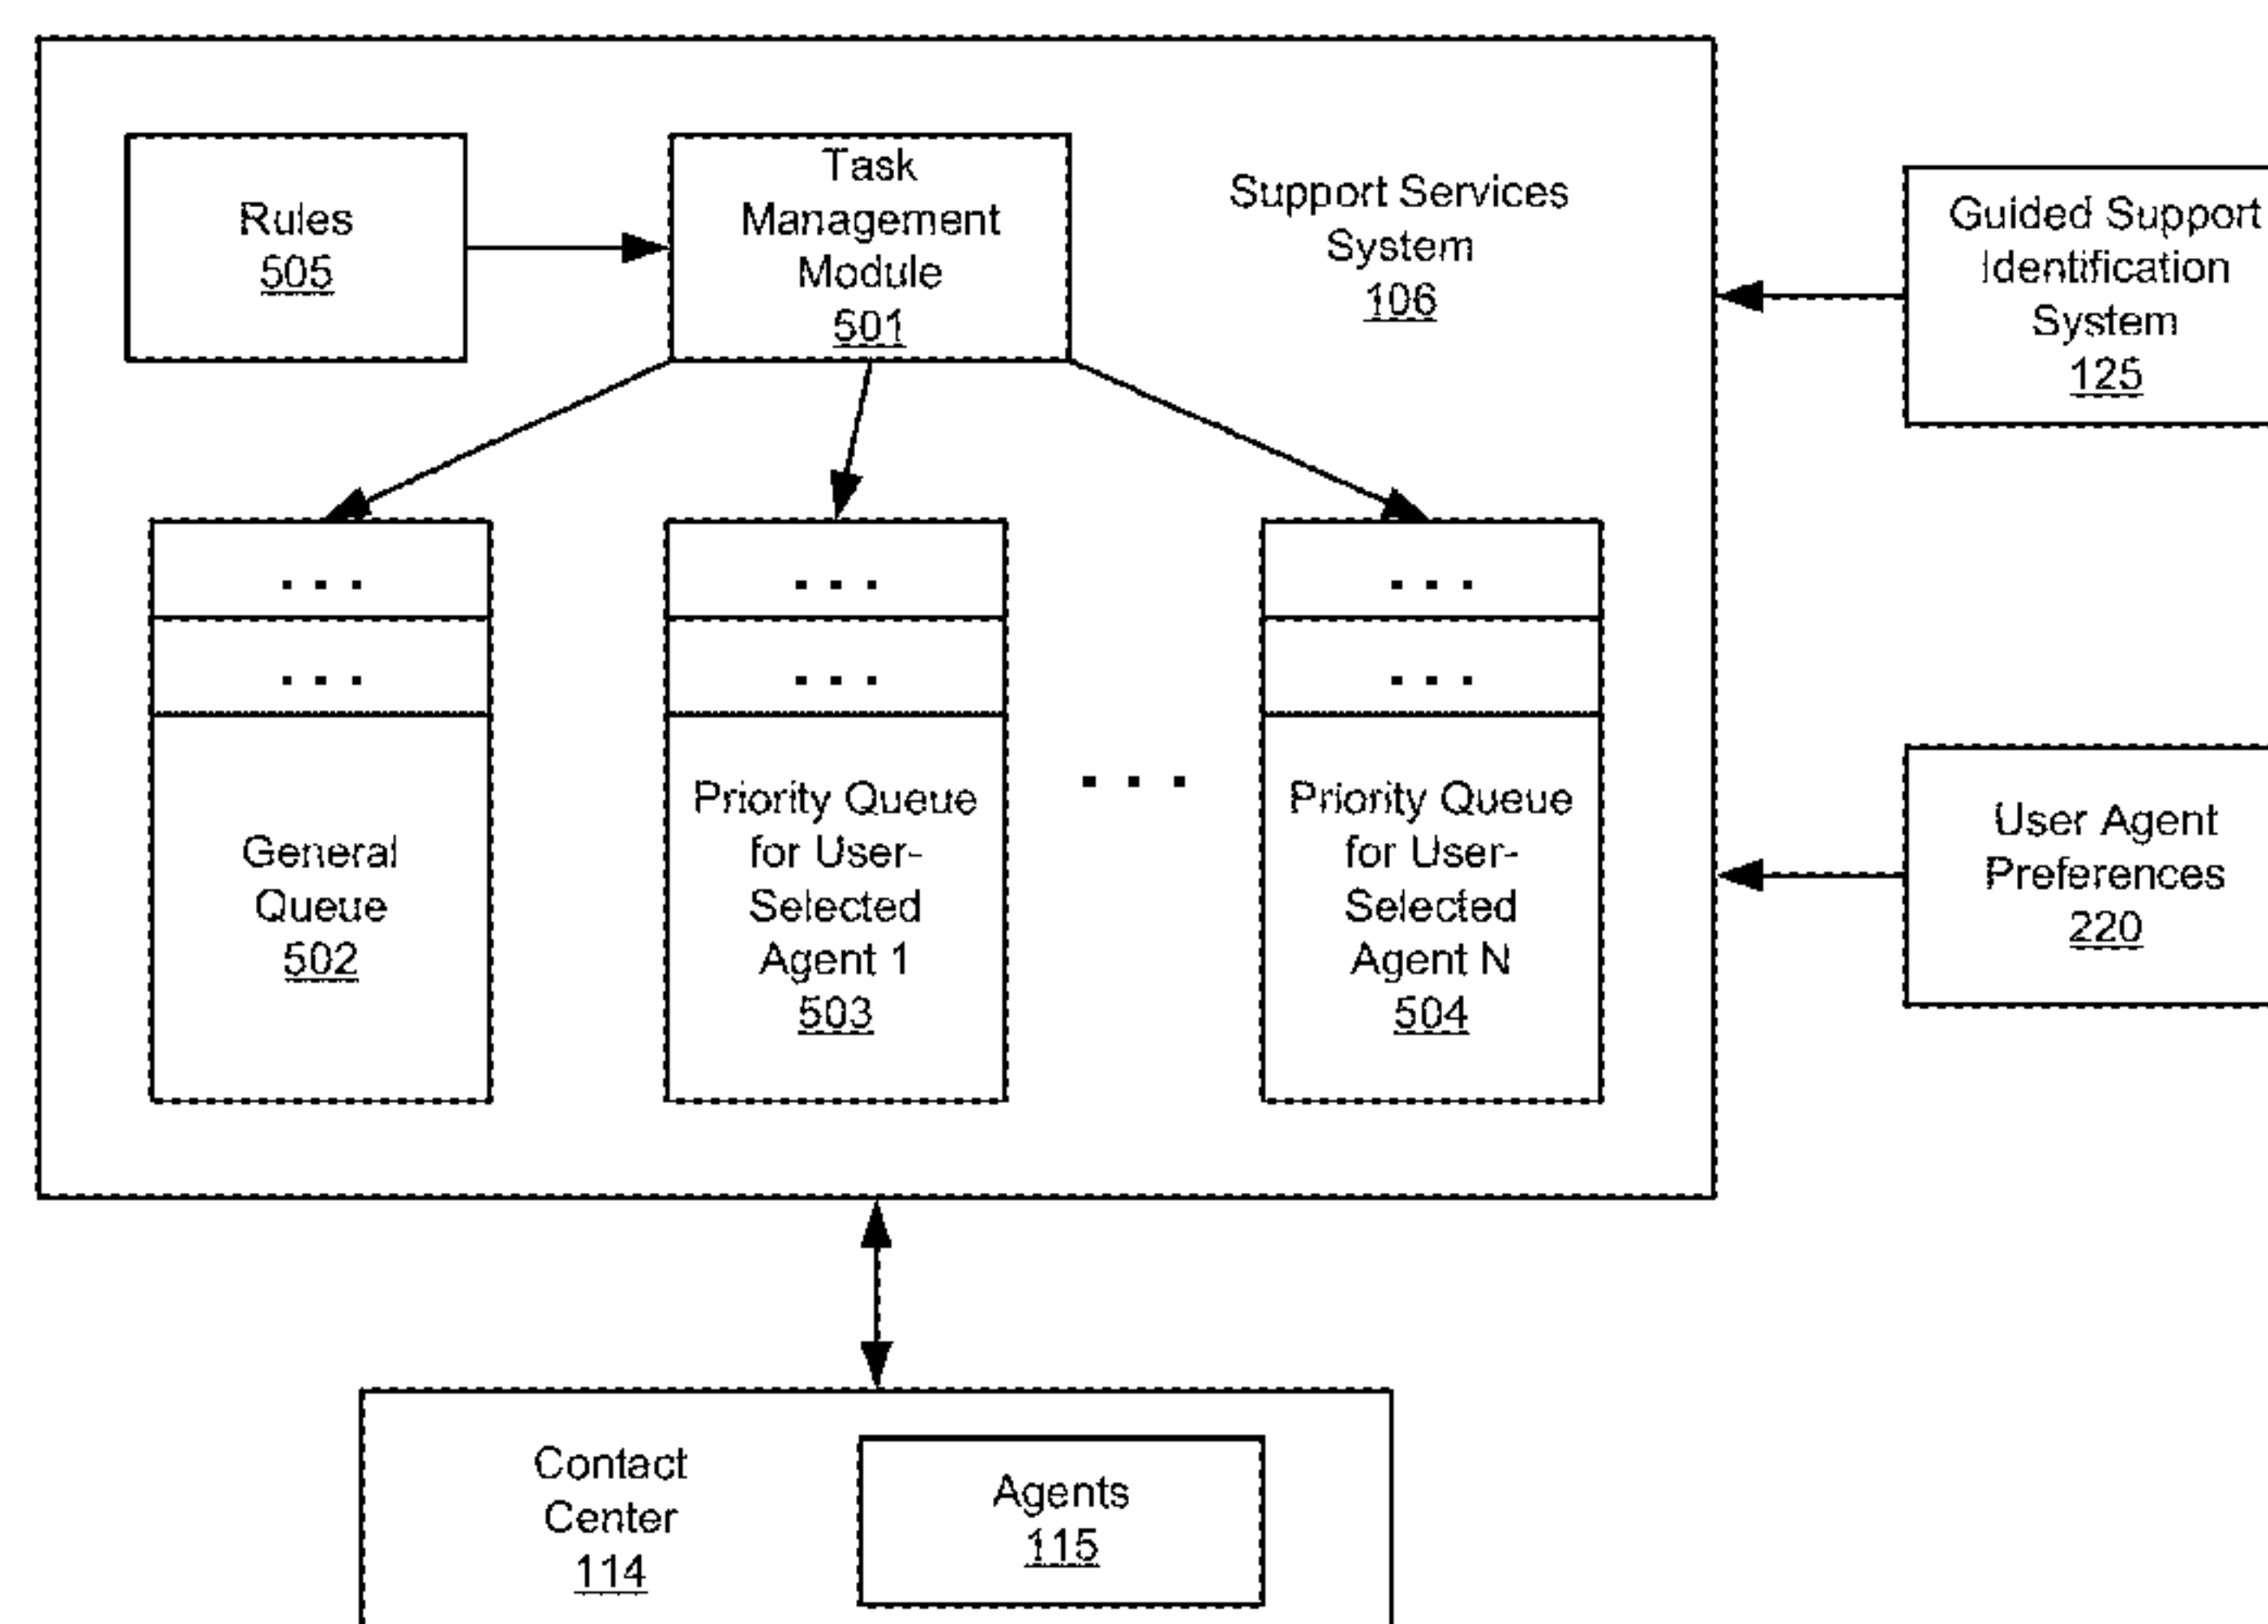 Rules
505
Task
Management
Module
501
Support Services
System
106
Guided Support
Identification
System
125
. . .
. . .
General
Queue
502
. . .
. . .
Priority Queue
for User-
Selected
Agent 1
503
. . .
. . .
. . .
Priority Queue
for User-
Selected
Agent N
504
User Agent
Preferences
220
Contact
Center
114
Agents
115